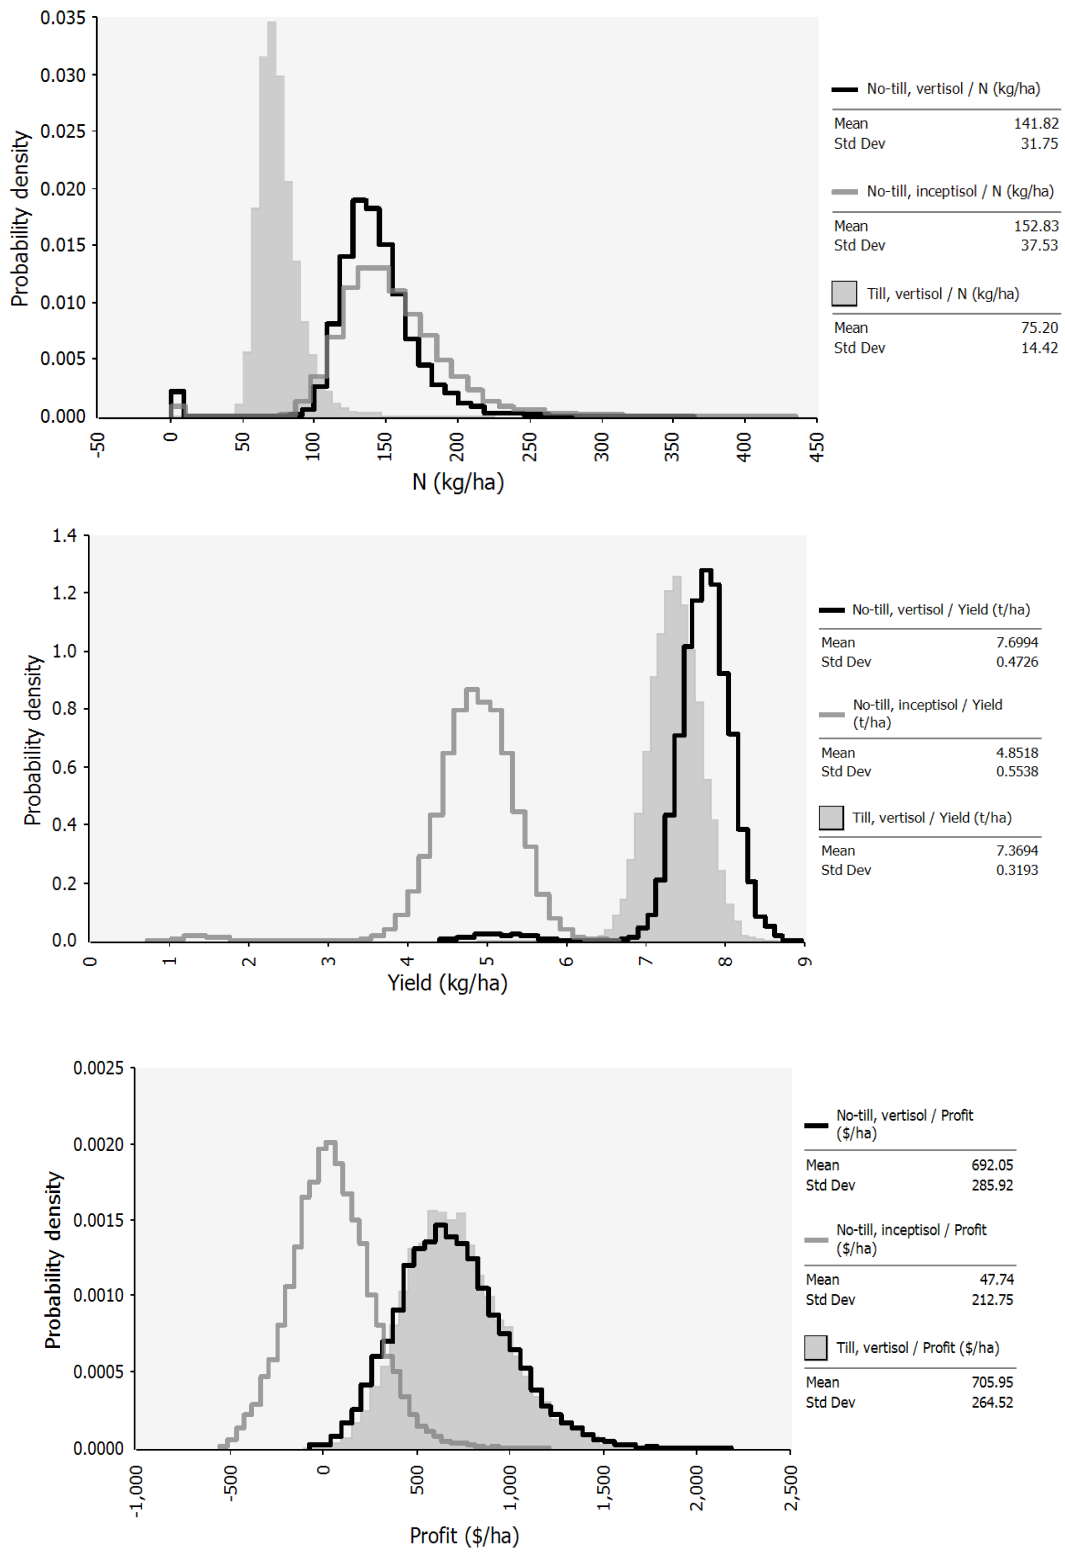 0.035
0.030
0.025
0.020
0.015
0.010
0.005
0.000
Probability density
-50
0
50
100
150
200
250
300
350
400
450
N (kg/ha)
No-till, vertisol / N (kg/ha)
Mean 141.82
Std Dev 31.75
No-till, inceptisol / N (kg/ha)
Mean 152.83
Std Dev 37.53
Till, vertisol / N (kg/ha)
Mean 75.20
Std Dev 14.42
1.4
1.2
1.0
0.8
0.6
0.4
0.2
0.0
Probability density
0
1
2
3
4
5
6
7
8
9
Yield (kg/ha)
No-till, vertisol / Yield (t/ha)
Mean 7.6994
Std Dev 0.4726
No-till, inceptisol / Yield
(t/ha)
Mean 4.8518
Std Dev 0.5538
Till, vertisol / Yield (t/ha)
Mean 7.3694
Std Dev 0.3193
0.0025
0.0020
0.0015
0.0010
0.0005
0.0000
Probability density
-1,000
-500
0
500
1,000
1,500
2,000
2,500
Profit ($/ha)
No-till, vertisol / Profit
($/ha)
Mean 692.05
Std Dev 285.92
No-till, inceptisol / Profit
($/ha)
Mean 47.74
Std Dev 212.75
Till, vertisol / Profit ($/ha)
Mean 705.95
Std Dev 264.52